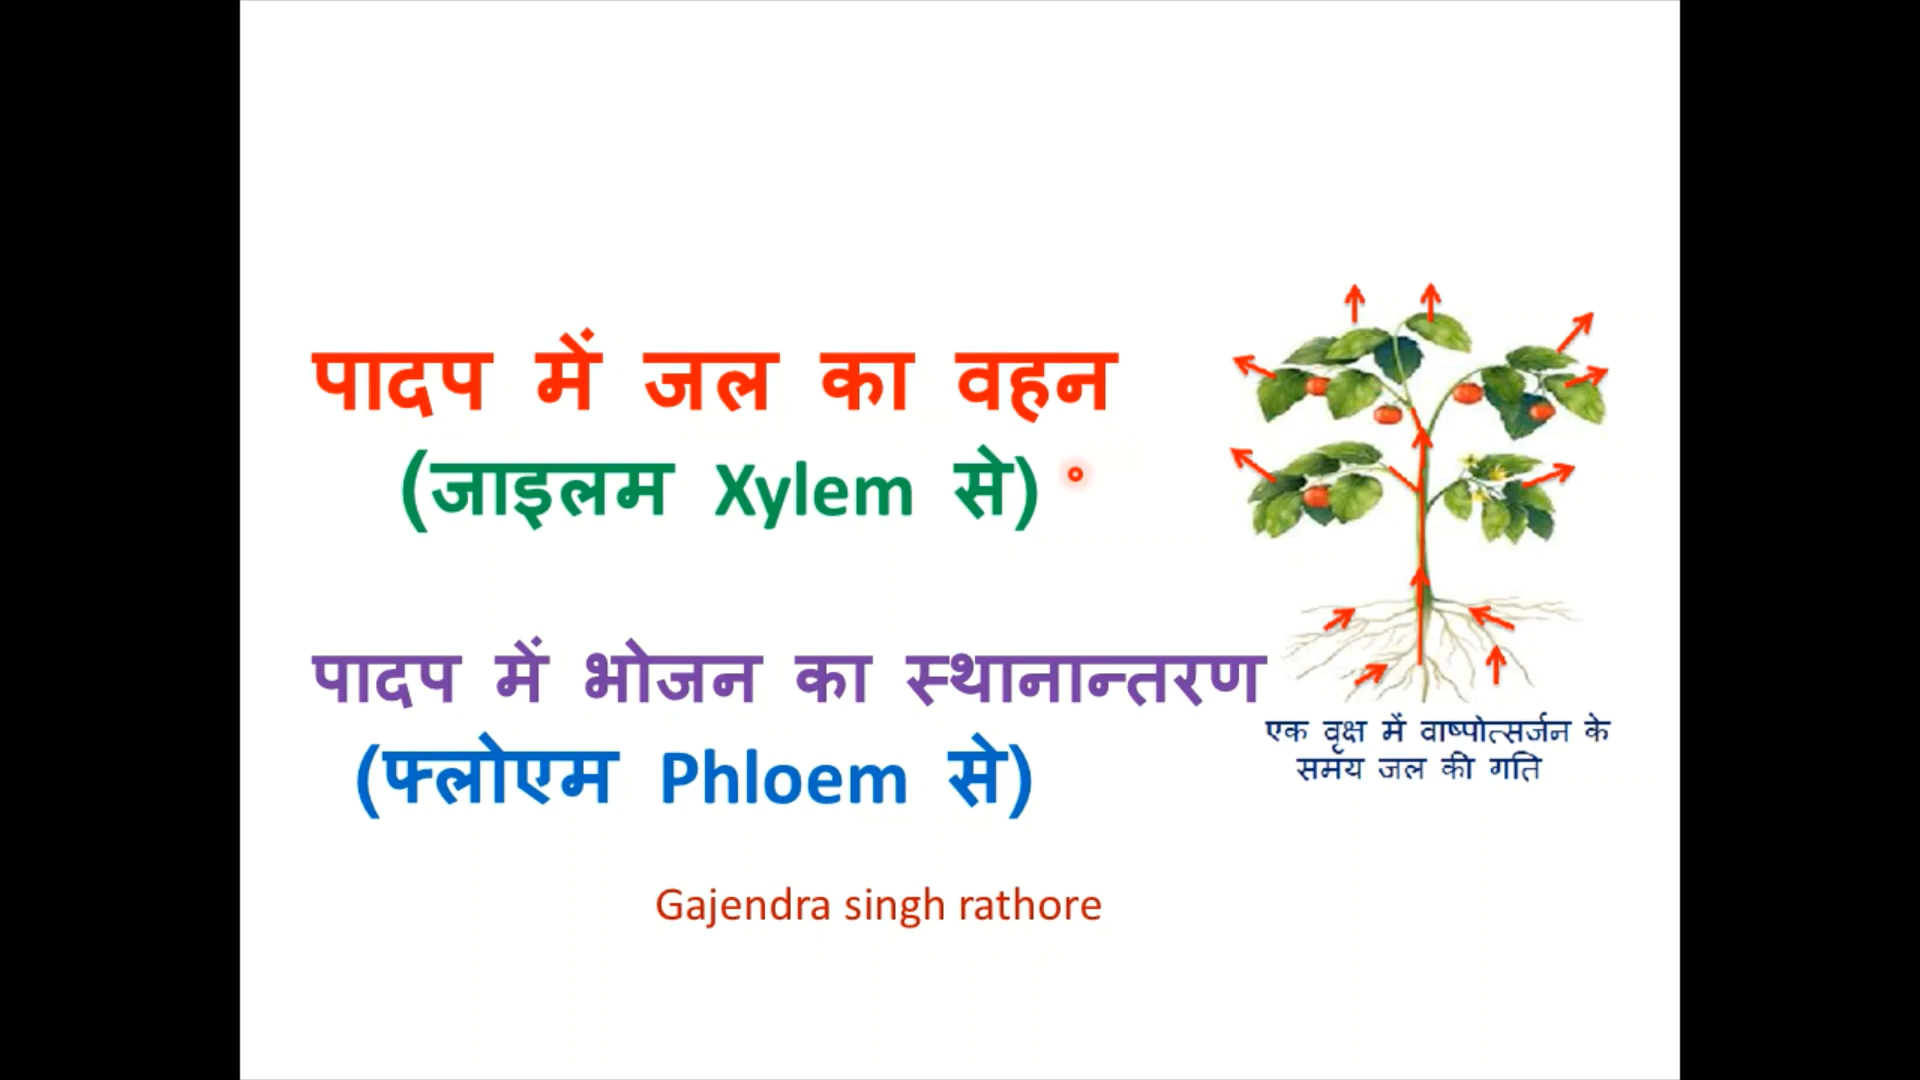 पादप में जल का वहन
(जाइलम Xylem से)
पादप में भोजन का स्थानान्तरण
(फ्लोएम Phloem से)
एक वृक्ष में वाष्पोत्सर्जन के
समय जल की गति
Gajendra singh rathore